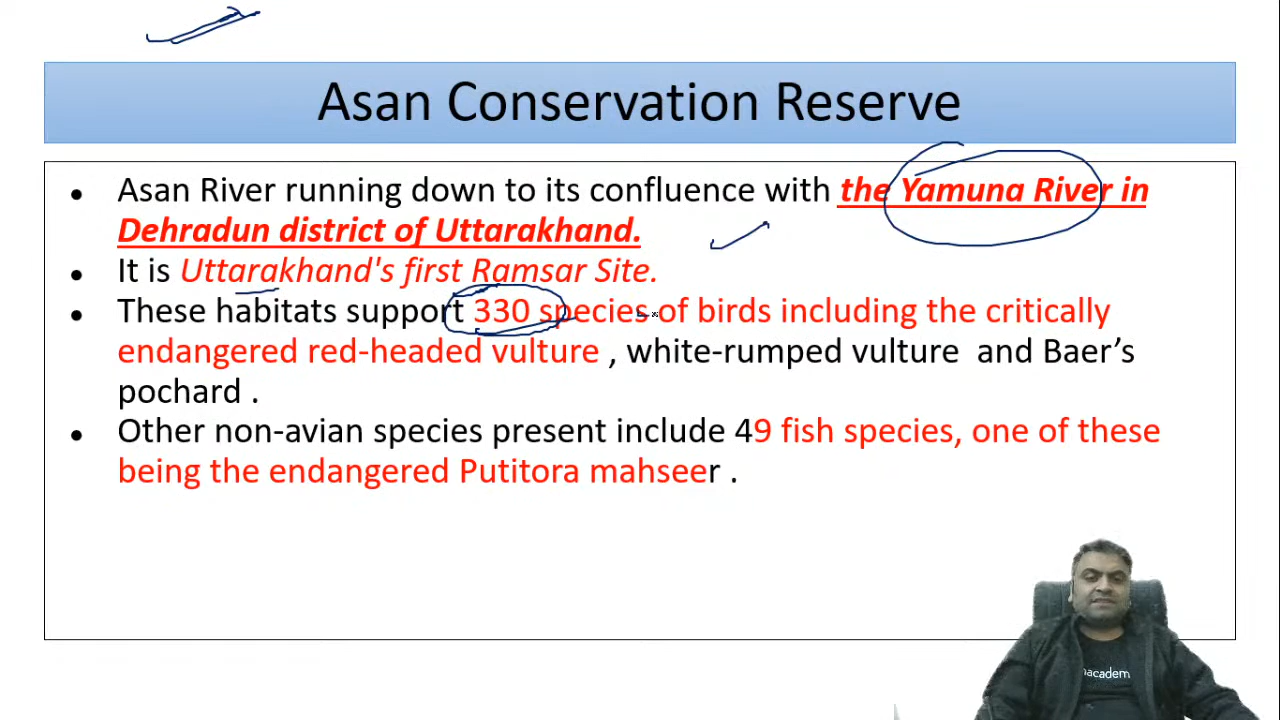 Asan Conservation Reserve
• Asan River running down to its confluence with the Yamuna River in
Dehradun district of Uttarakhand.
• It is Uttarakhand's first Ramsar Site.
• These habitats support 330 species of birds including the critically
endangered red-headed vulture , white-rumped vulture and Baer’s
pochard .
• Other non-avian species present include 49 fish species, one of these
being the endangered Putitora mahseer .